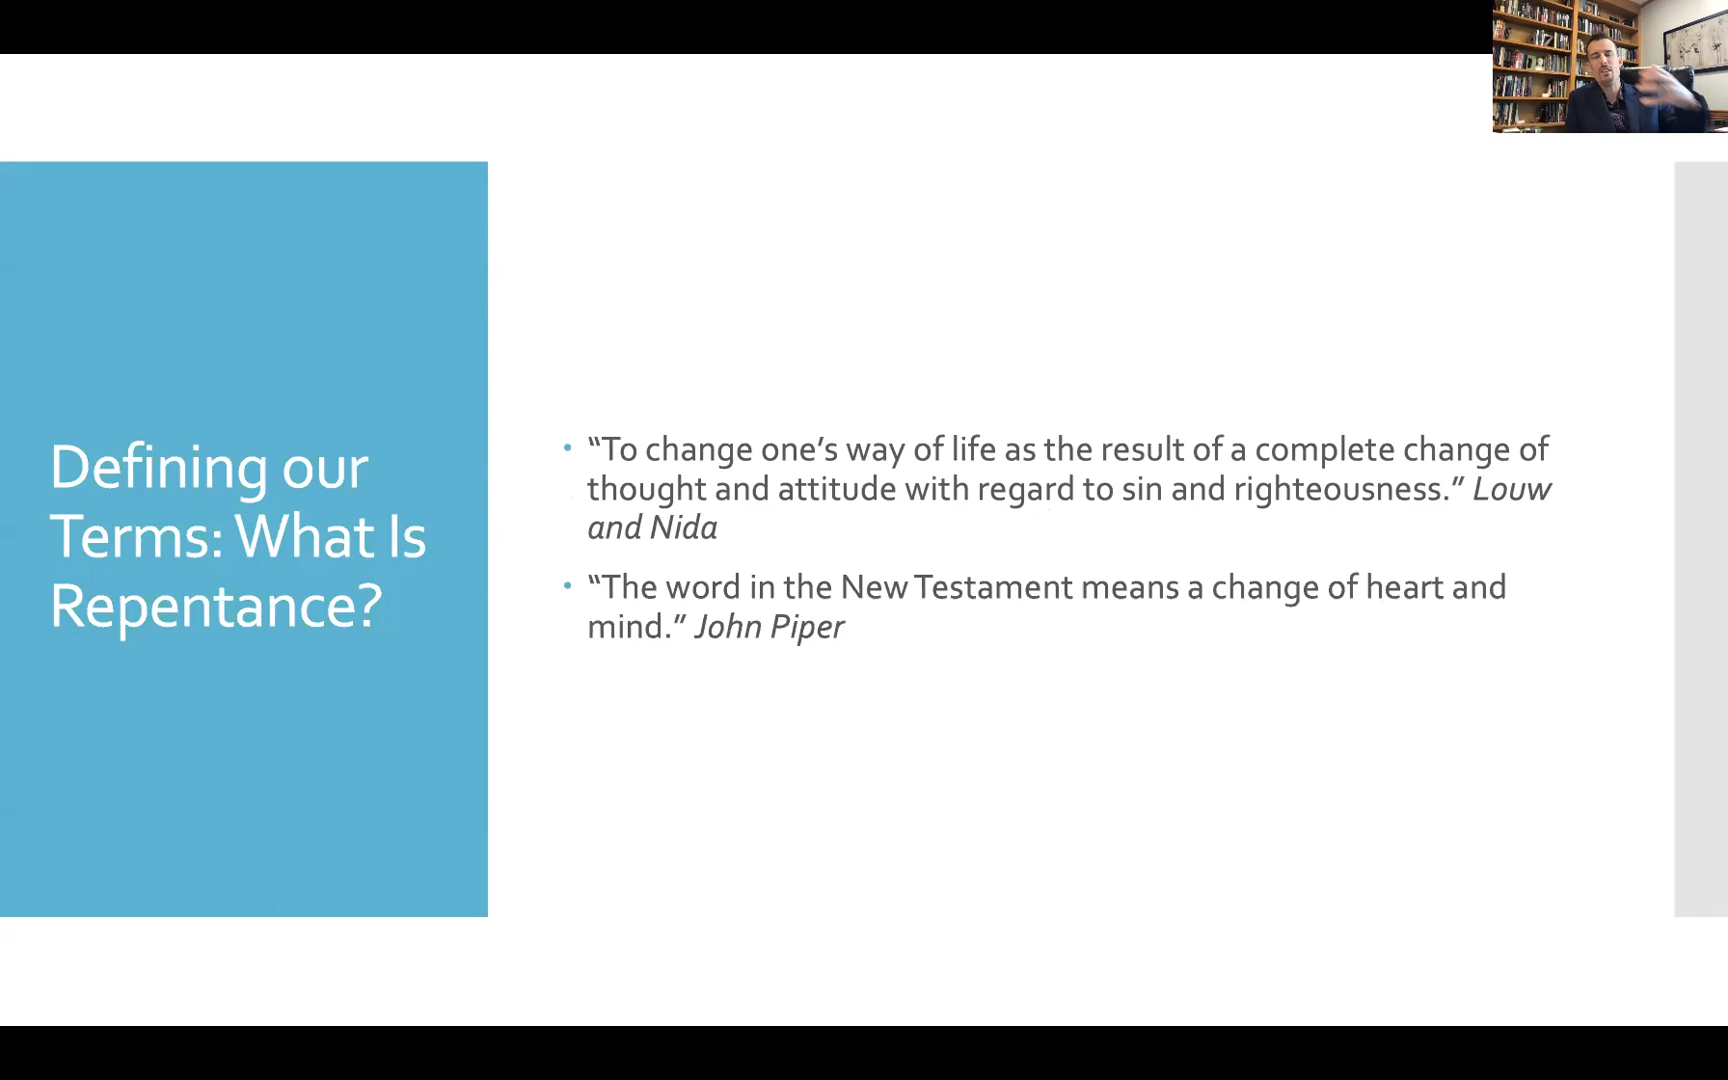 Defining our
Terms: What Is
Repentance?
• “To change one’s way of life as the result of a complete change of
thought and attitude with regard to sin and righteousness.” Louw
and Nida
• “The word in the New Testament means a change of heart and
mind.” John Piper